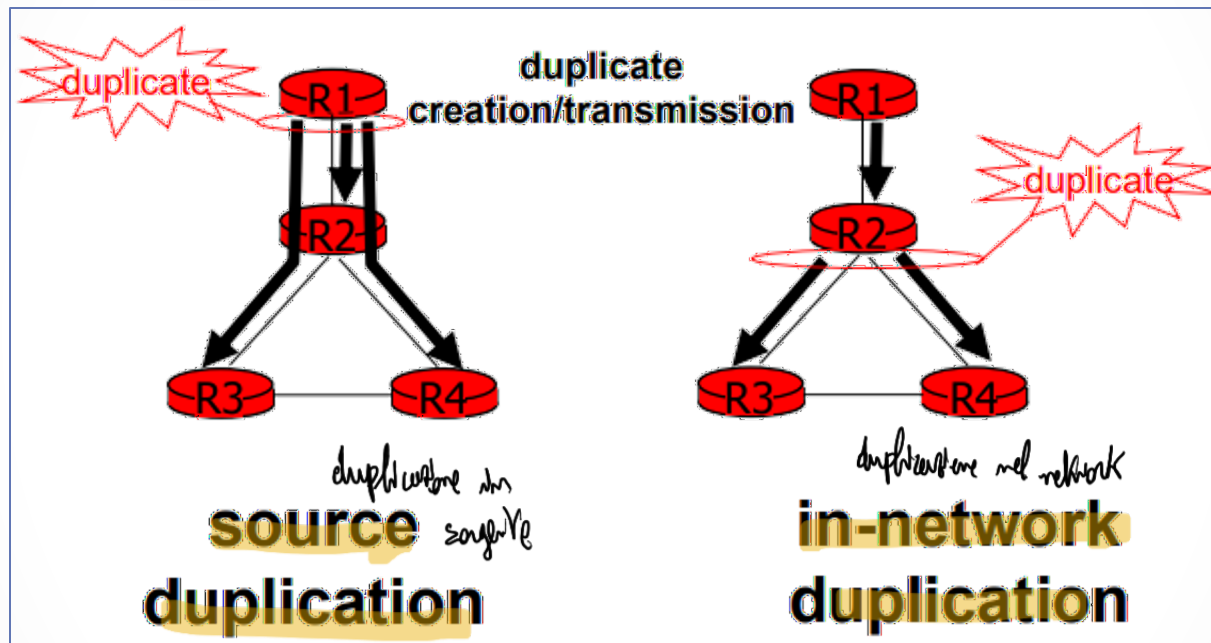 duplicate
R1
R2
R3
R4
duplicate
creation/transmission
R1
duplicate
R2
R3
R4
duplicazione in
sorgente
source
duplication
duplicazione nel network
in-network
duplication